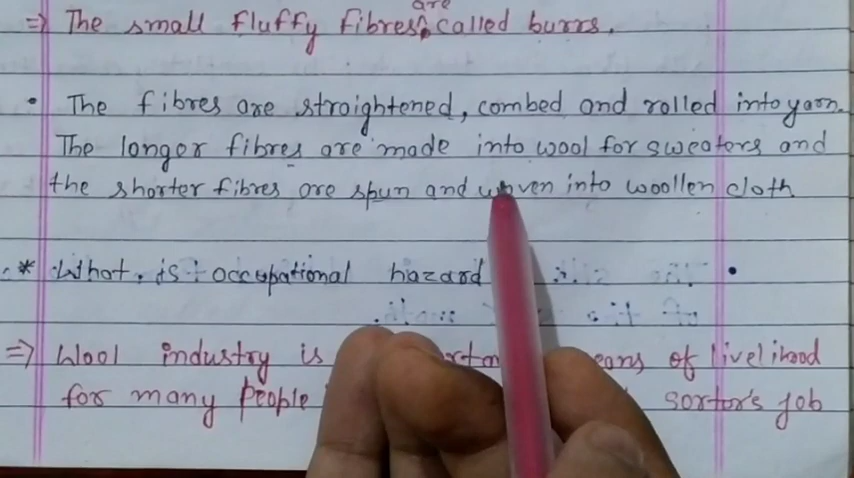 are
⇒ The small fluffy fibres, called burrs.
• The fibres are straightened, combed and rolled into yarn.
The longer fibres are made into wool for sweaters and
the shorter fibres are spun and woven into woollen cloth
* What is occupational hazard
⇒ Wool industry is of livelihood
for many people sortor's job